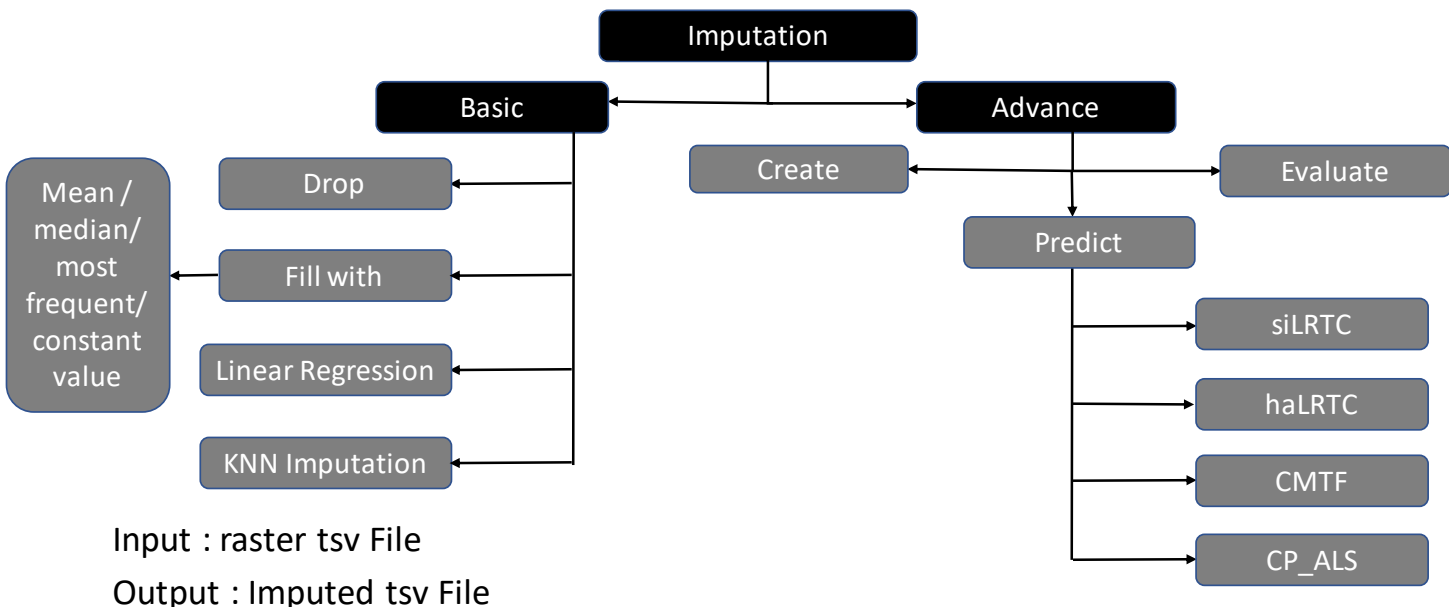 Imputation
Basic
Advance
Mean /
median/
most
frequent/
constant
value
Drop
Fill with
Linear Regression
KNN Imputation
Create
Evaluate
Predict
siLRTC
haLRTC
CMTF
CP_ALS
Input : raster tsv File
Output : Imputed tsv File